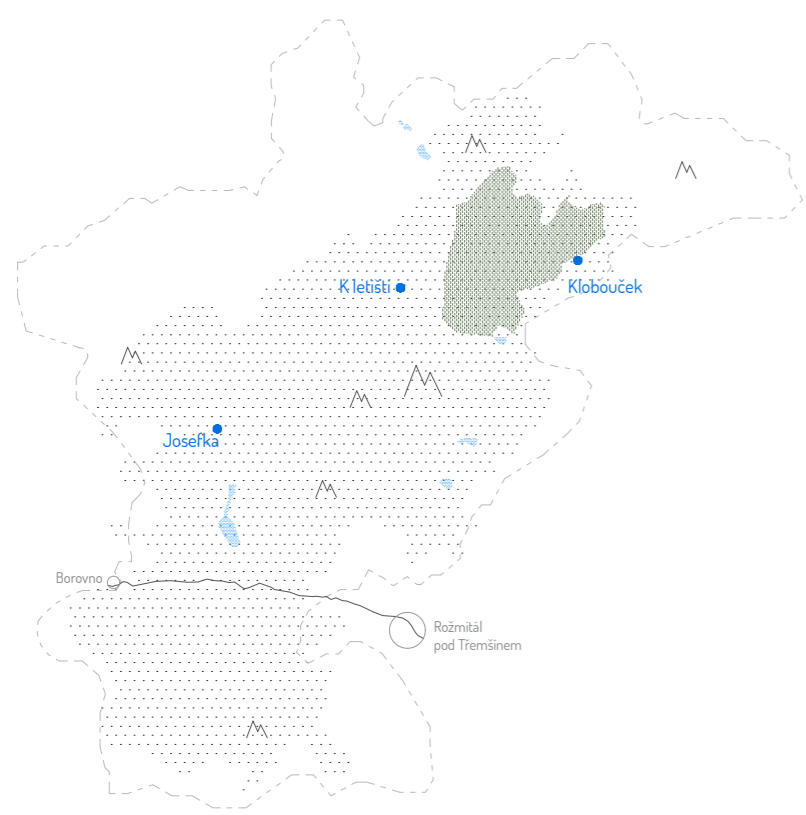 K letišti
Klobouček
Josefka
Borovno
Rožmitál
pod Třemšínem